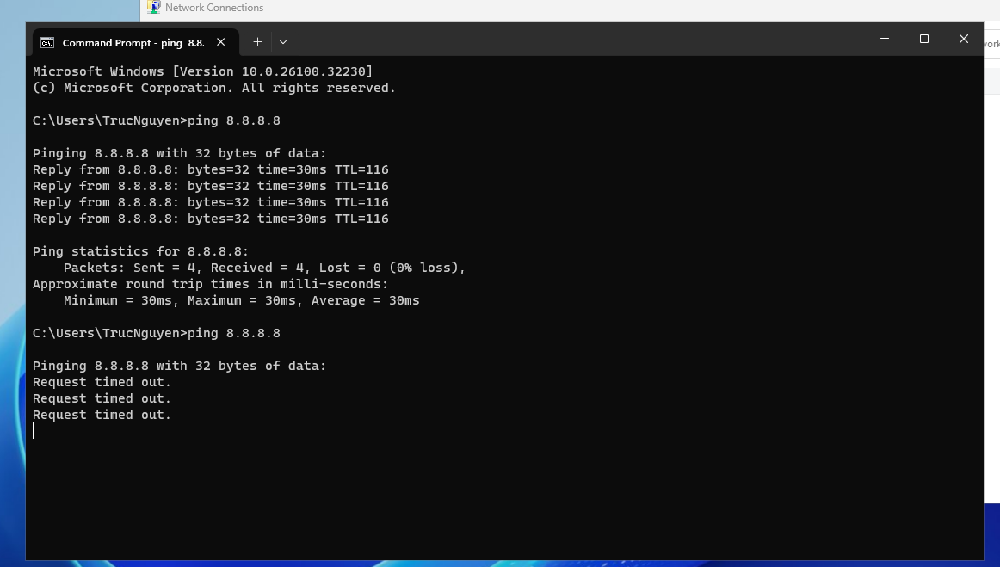 Network Connections
Command Prompt - ping 8.8.
Microsoft Windows [Version 10.0.26100.32230]
(c) Microsoft Corporation. All rights reserved.
C:\Users\TrucNguyen>ping 8.8.8.8
Pinging 8.8.8.8 with 32 bytes of data:
Reply from 8.8.8.8: bytes=32 time=30ms TTL=116
Reply from 8.8.8.8: bytes=32 time=30ms TTL=116
Reply from 8.8.8.8: bytes=32 time=30ms TTL=116
Reply from 8.8.8.8: bytes=32 time=30ms TTL=116
Ping statistics for 8.8.8.8:
    Packets: Sent = 4, Received = 4, Lost = 0 (0% loss),
Approximate round trip times in milli-seconds:
    Minimum = 30ms, Maximum = 30ms, Average = 30ms
C:\Users\TrucNguyen>ping 8.8.8.8
Pinging 8.8.8.8 with 32 bytes of data:
Request timed out.
Request timed out.
Request timed out.